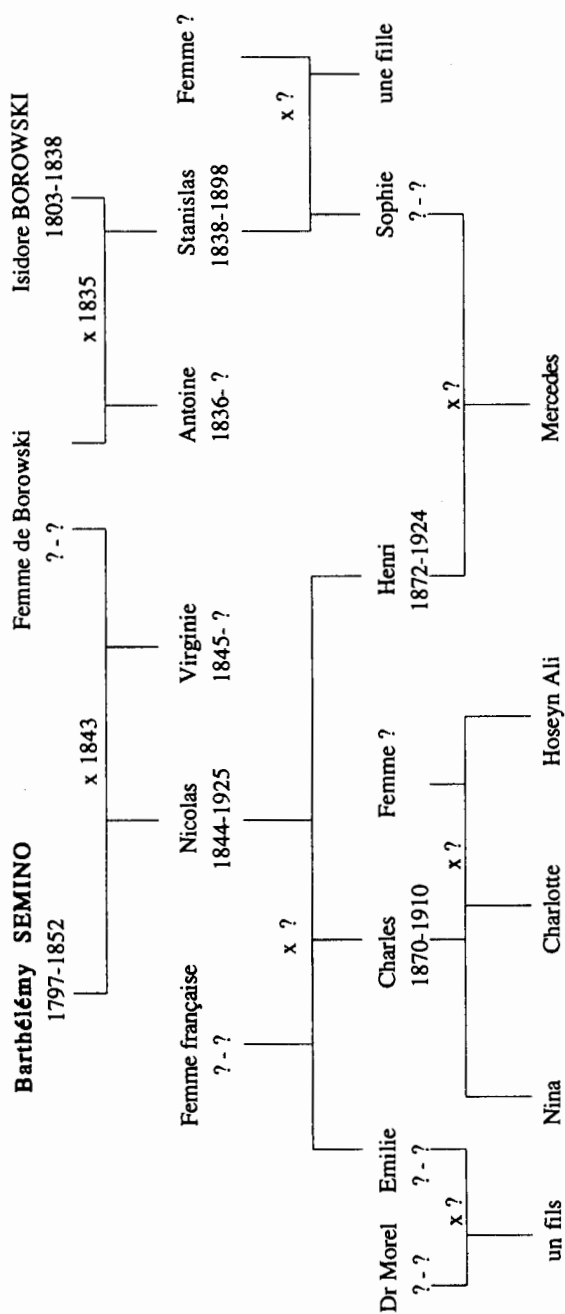 Barthélémy SEMINO
1797-1852
x 1843
Femme de Borowski
? - ?
x 1835
Isidore BOROWSKI
1803-1838
Femme française
? - ?
Nicolas
1844-1925
Virginie
1845- ?
Antoine
1836- ?
Stanislas
1838-1898
Femme ?
x ?
x ?
Dr Morel
? - ?
Emilie
? - ?
Charles
1870-1910
Femme ?
Henri
1872-1924
Sophie
? - ?
une fille
x ?
x ?
x ?
un fils
Nina
Charlotte
Hoseyn Ali
Mercedes